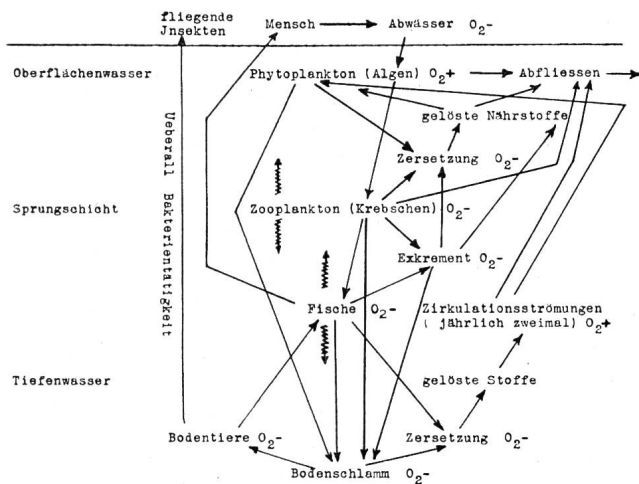 fliegende
Jnsekten
Mensch
Abwässer O₂-
Oberflächenwasser
Phytoplankton (Algen) O₂+
Abfliessen
gelöste Nährstoffe
Zersetzung O₂-
Sprungschicht
Zooplankton (Krebschen) O₂-
Exkrement O₂-
Fische O₂-
Zirkulationsströmungen
( jährlich zweimal) O₂+
Tiefenwasser
gelöste Stoffe
Bodentiere O₂-
Zersetzung O₂-
Bodenschlamm O₂-
Ueberall Bakterientätigkeit